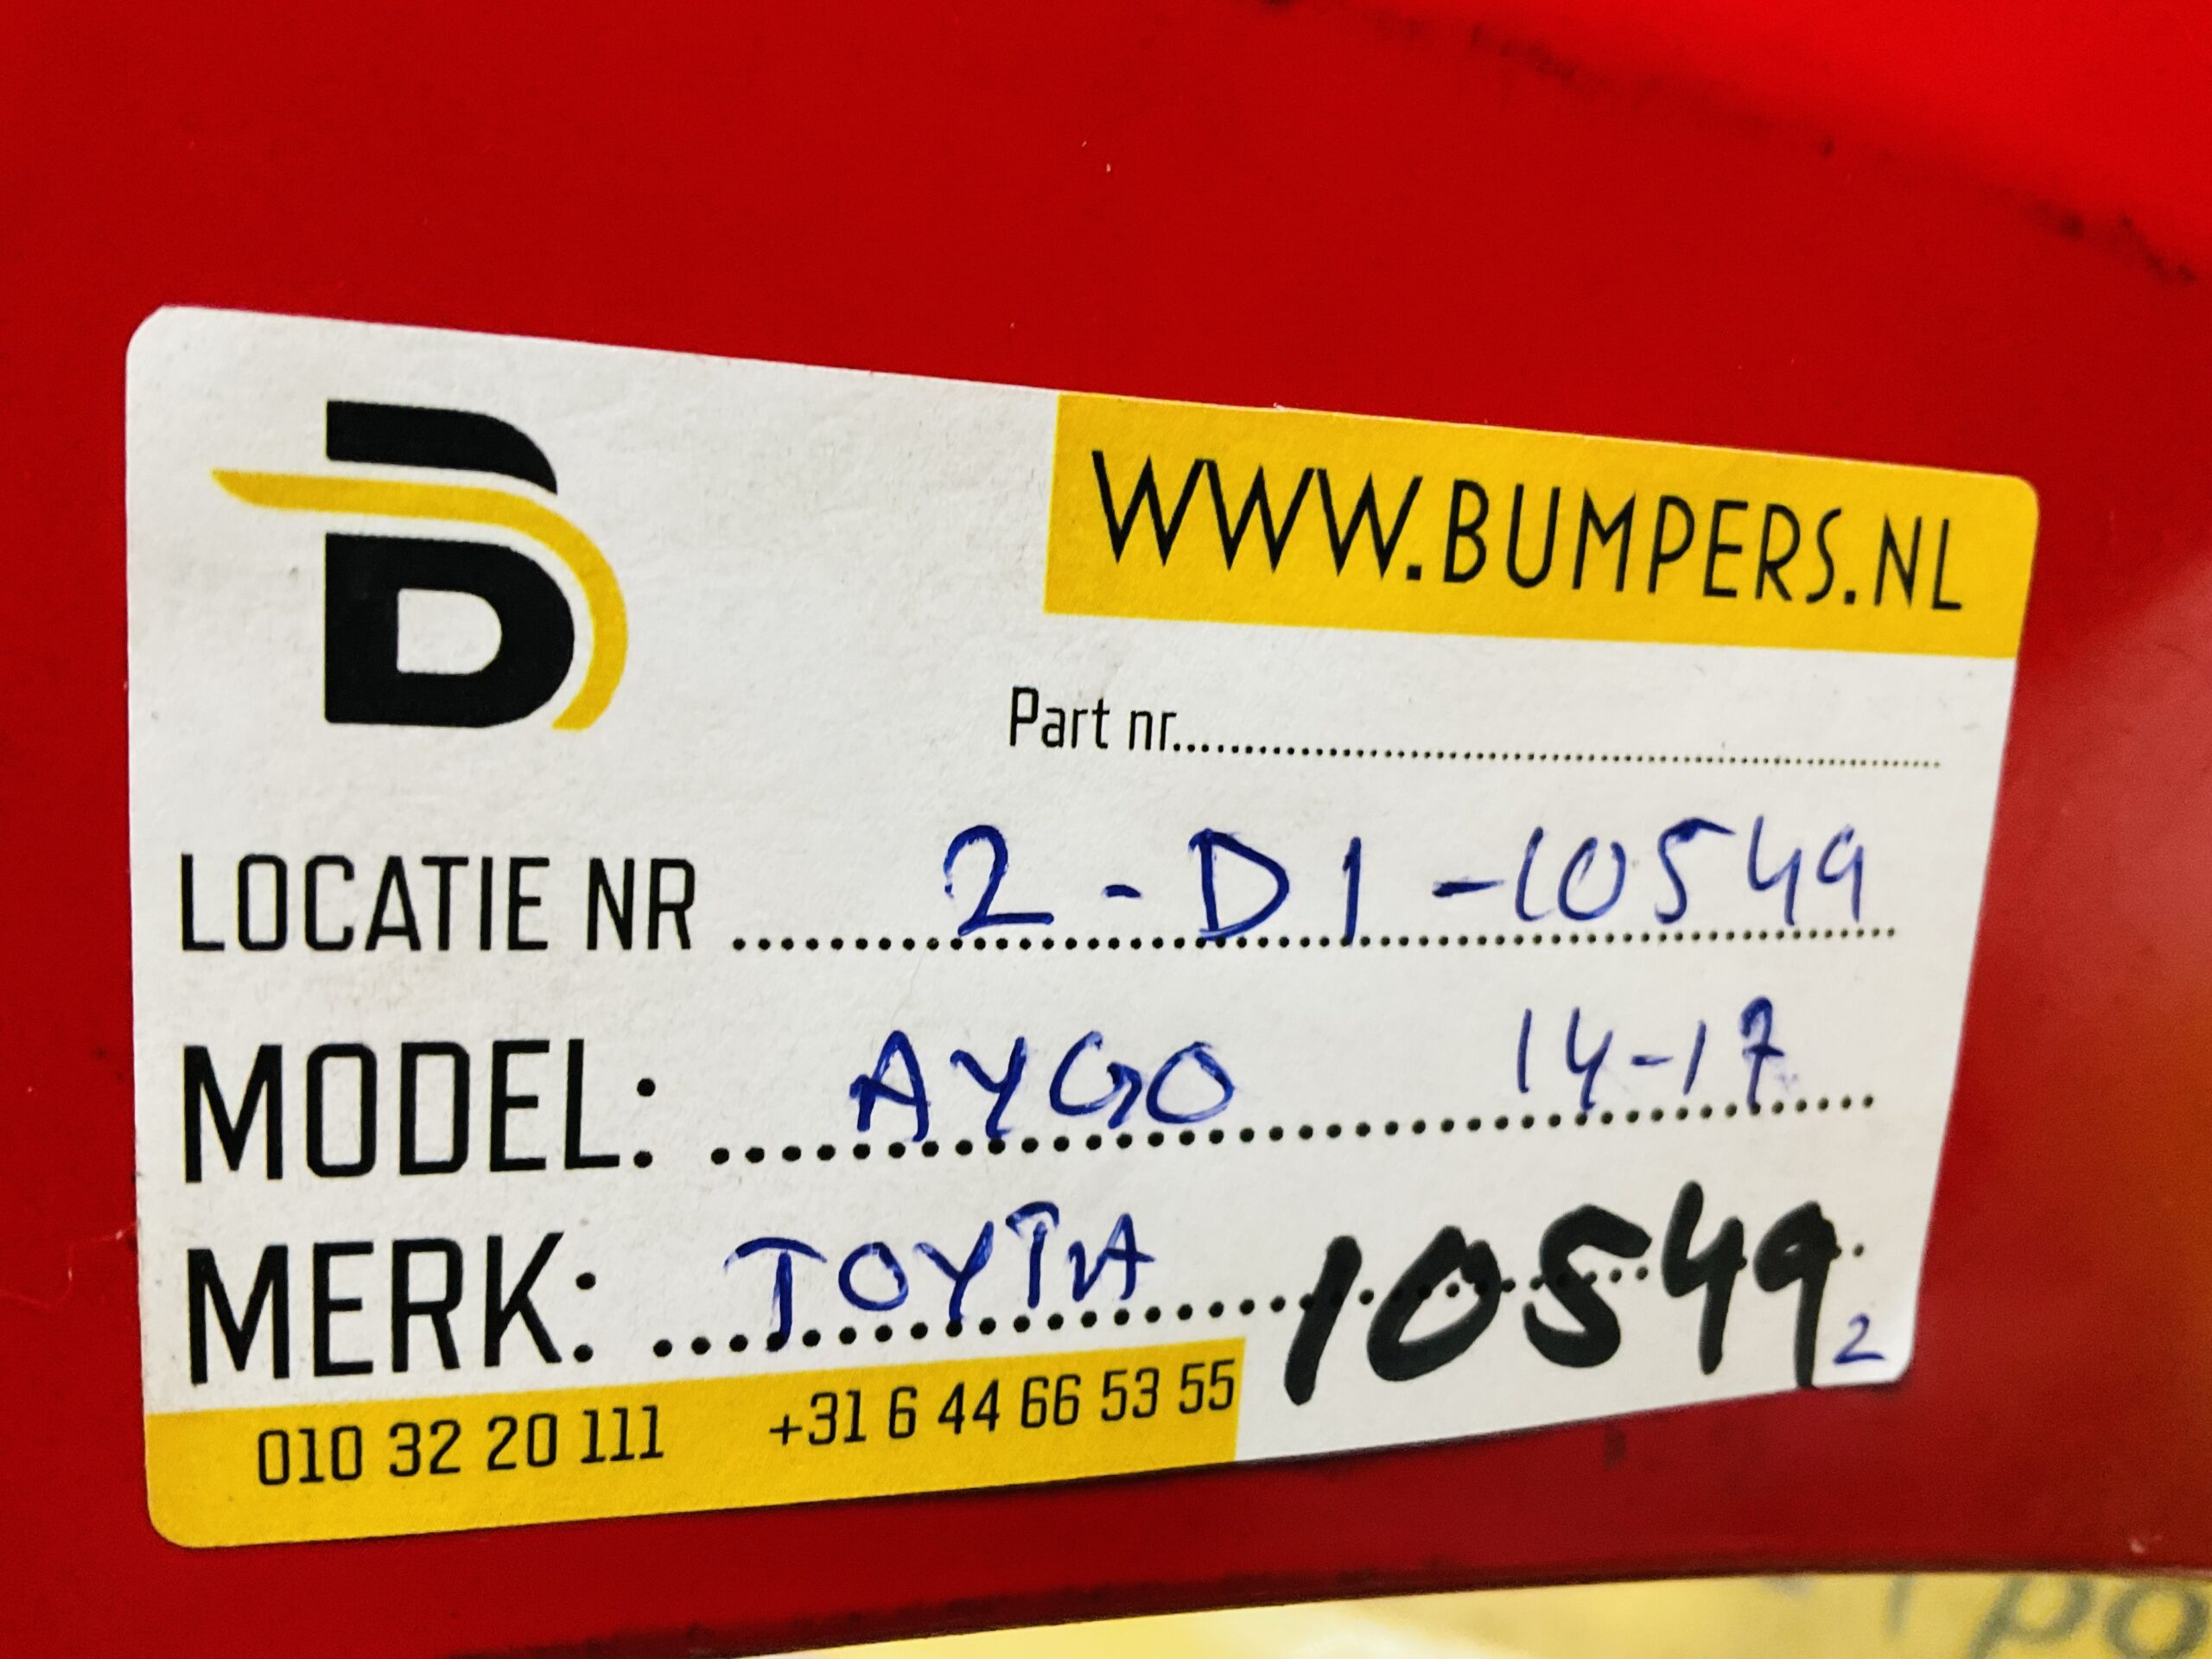 B
WWW.BUMPERS.NL
Part nr.......................................................
LOCATIE NR ........ 2-D1-10549
MODEL: ........ AYGO 14-17
MERK: ........ TOYTA 10549 2
010 32 20 111 +31 6 44 66 53 55